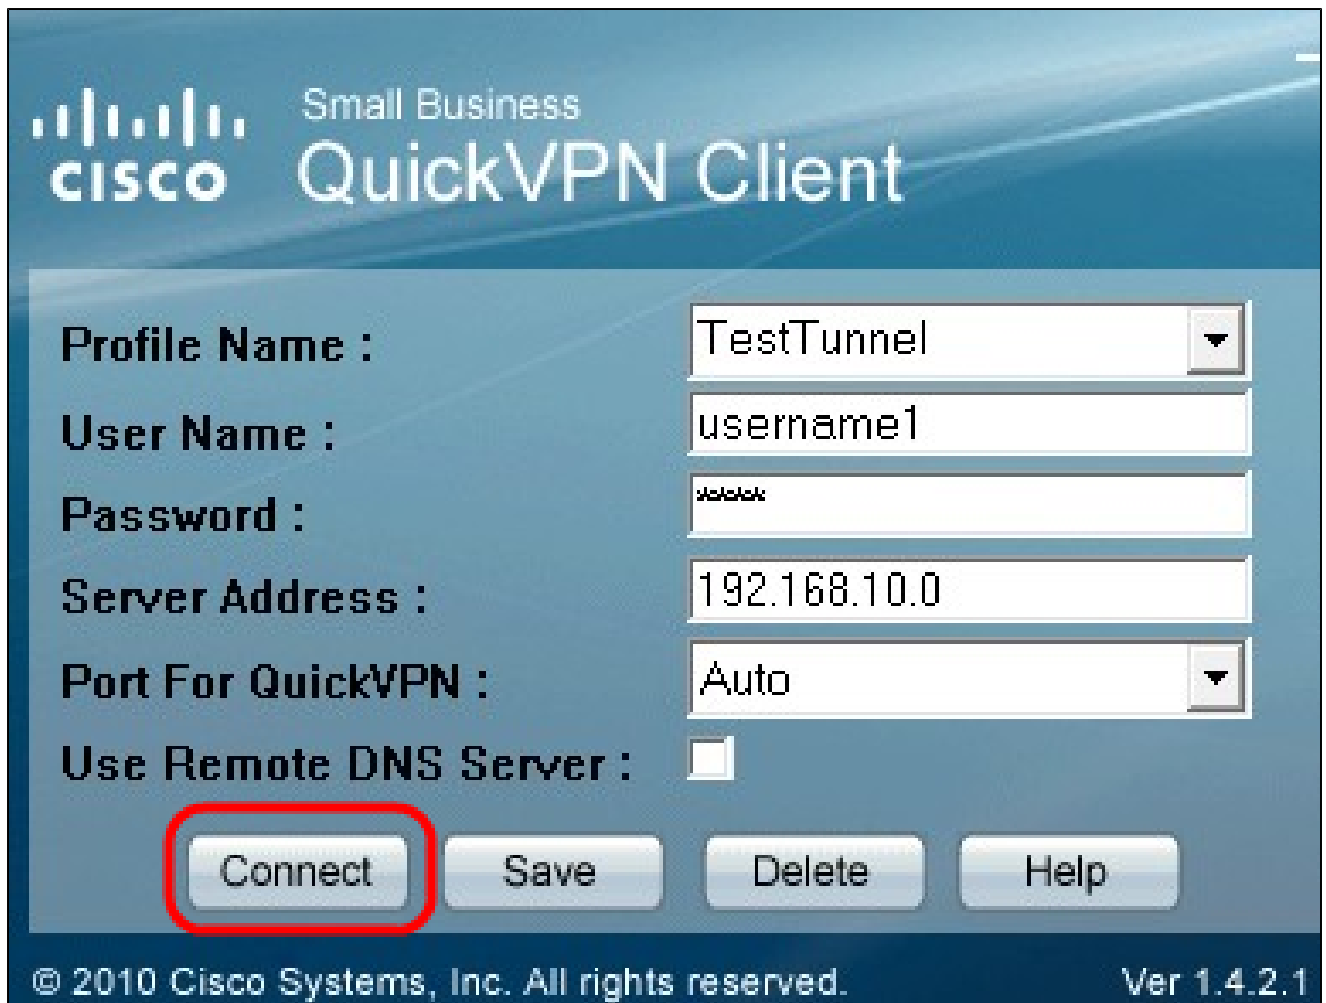 Small Business
CISCO QuickVPN Client
Profile Name : TestTunnel
User Name : username1
Password : *****
Server Address : 192.168.10.0
Port For QuickVPN : Auto
Use Remote DNS Server :
Connect Save Delete Help
© 2010 Cisco Systems, Inc. All rights reserved. Ver 1.4.2.1